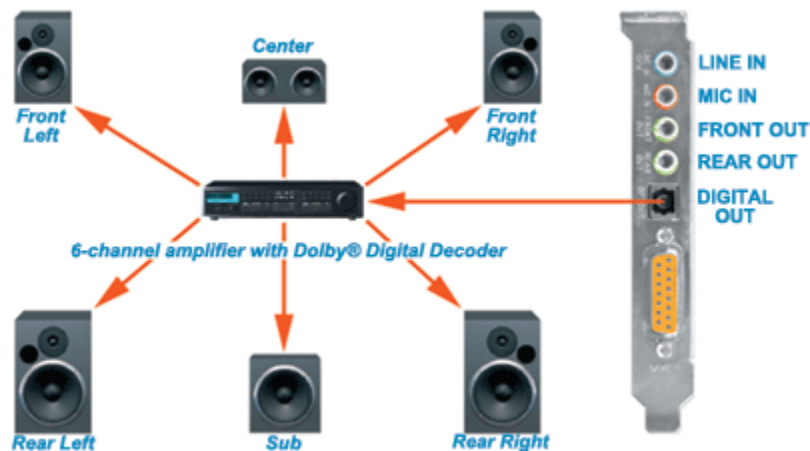 Center
Front
Left
Front
Right
6-channel amplifier with Dolby® Digital Decoder
Rear Left
Sub
Rear Right
LINE IN
MIC IN
FRONT OUT
REAR OUT
DIGITAL
OUT